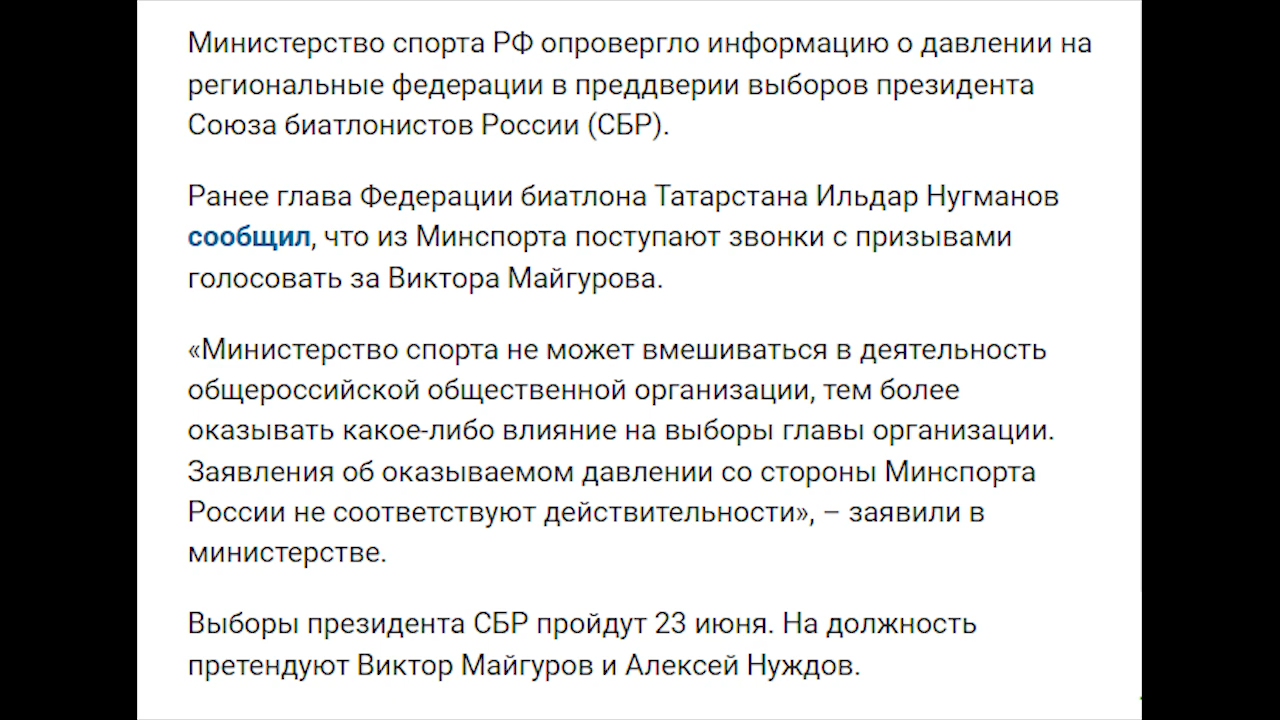 Министерство спорта РФ опровергло информацию о давлении на
региональные федерации в преддверии выборов президента
Союза биатлонистов России (СБР).
Ранее глава Федерации биатлона Татарстана Ильдар Нугманов
сообщил, что из Минспорта поступают звонки с призывами
голосовать за Виктора Майгурова.
«Министерство спорта не может вмешиваться в деятельность
общероссийской общественной организации, тем более
оказывать какое-либо влияние на выборы главы организации.
Заявления об оказываемом давлении со стороны Минспорта
России не соответствуют действительности», – заявили в
министерстве.
Выборы президента СБР пройдут 23 июня. На должность
претендуют Виктор Майгуров и Алексей Нуждов.